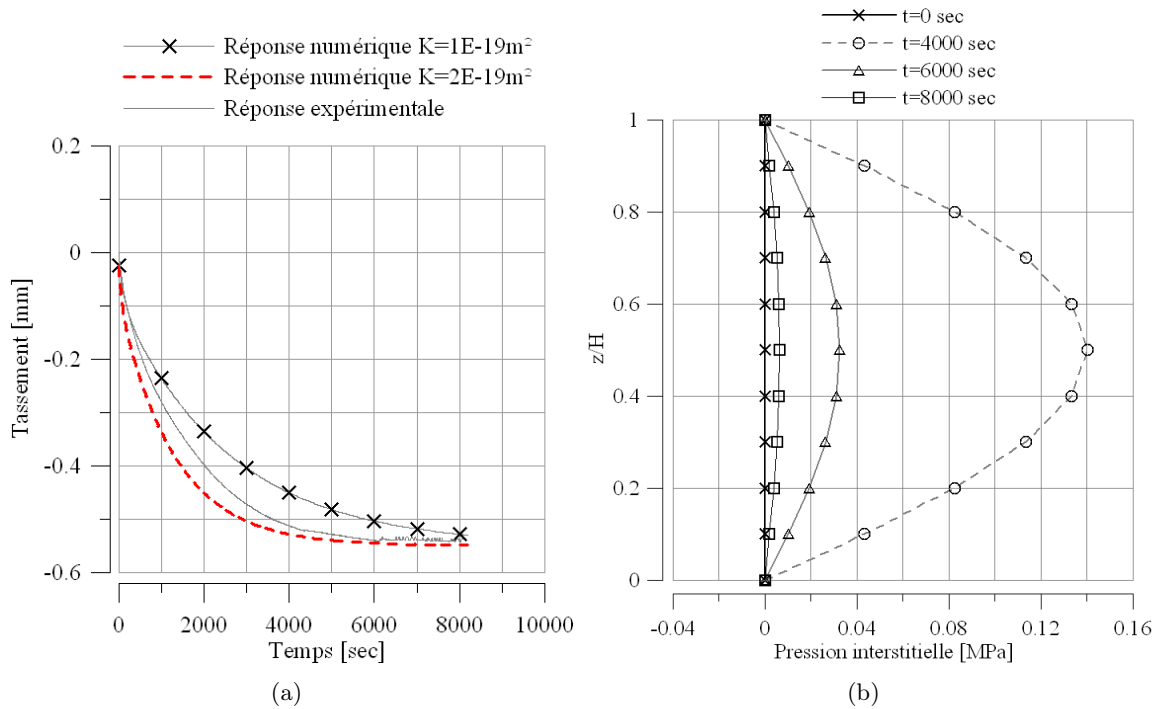 Réponse numérique K=1E-19m²
Réponse numérique K=2E-19m²
Réponse expérimentale
0.2
0
-0.2
-0.4
-0.6
Tassement [mm]
0
2000
4000
6000
8000
10000
Temps [sec]
(a)
t=0 sec
t=4000 sec
t=6000 sec
t=8000 sec
1
0.8
0.6
0.4
0.2
0
z/H
-0.04
0
0.04
0.08
0.12
0.16
Pression interstitielle [MPa]
(b)